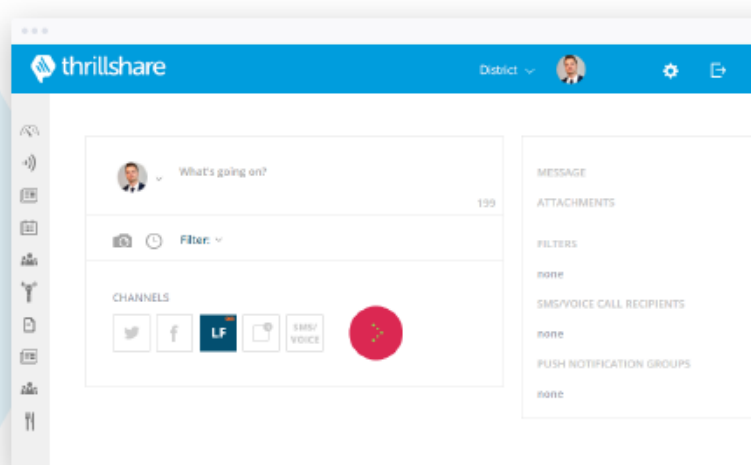 thrillshare
District
What's going on?
199
Filter:
CHANNELS
LF
SMS/
VOICE
MESSAGE
ATTACHMENTS
FILTERS
none
SMS/VOICE CALL RECIPIENTS
none
PUSH NOTIFICATION GROUPS
none